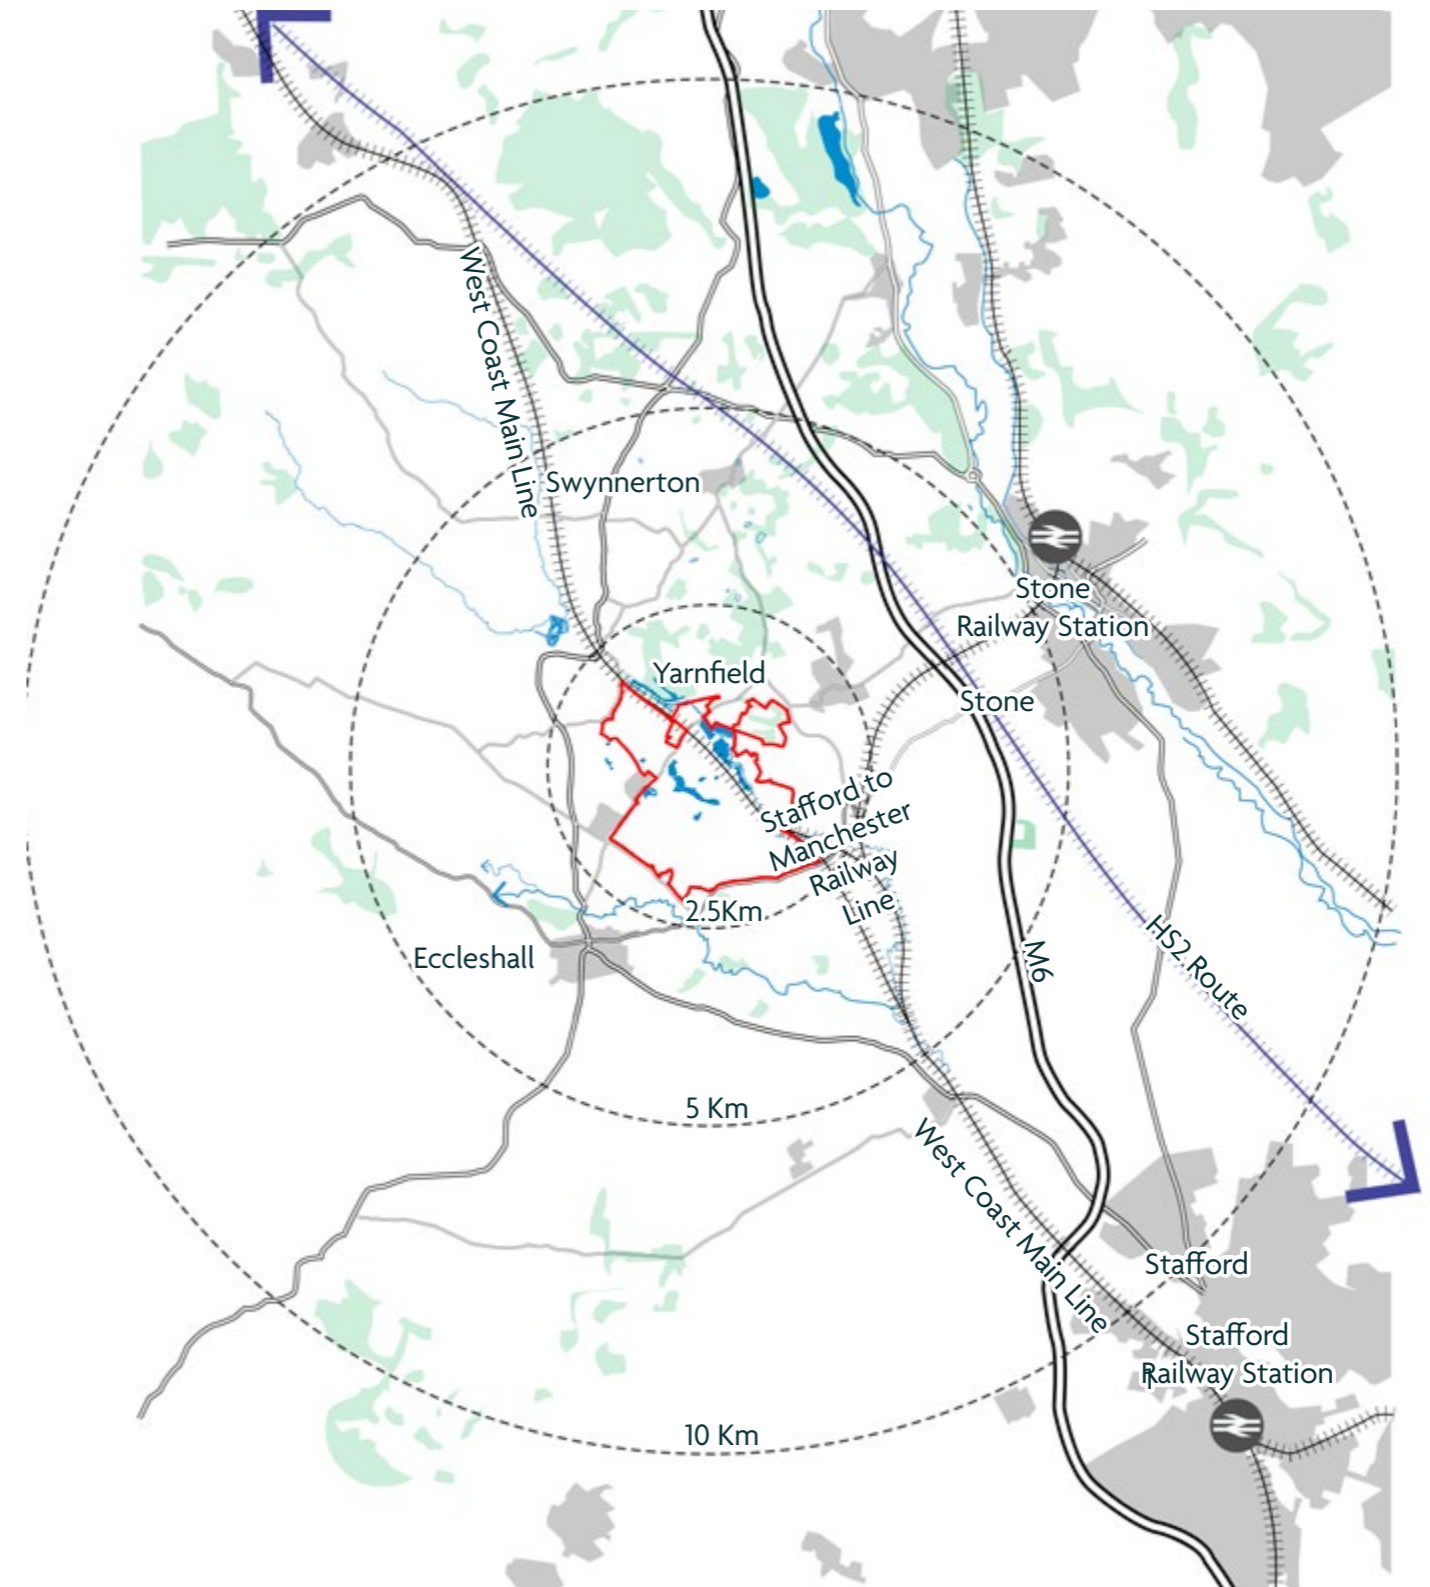 West Coast Main Line
Swynnerton
Stone
Railway Station
Yarnfield
Stone
Stafford to
Manchester
Railway
Line
2.5Km
Eccleshall
M6
HS2 Route
5 Km
West Coast Main Line
Stafford
Stafford
Railway Station
10 Km